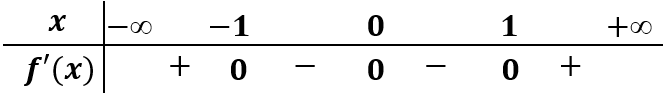 x −∞ −1 0 1 +∞
f′(x) + 0 − 0 − 0 +